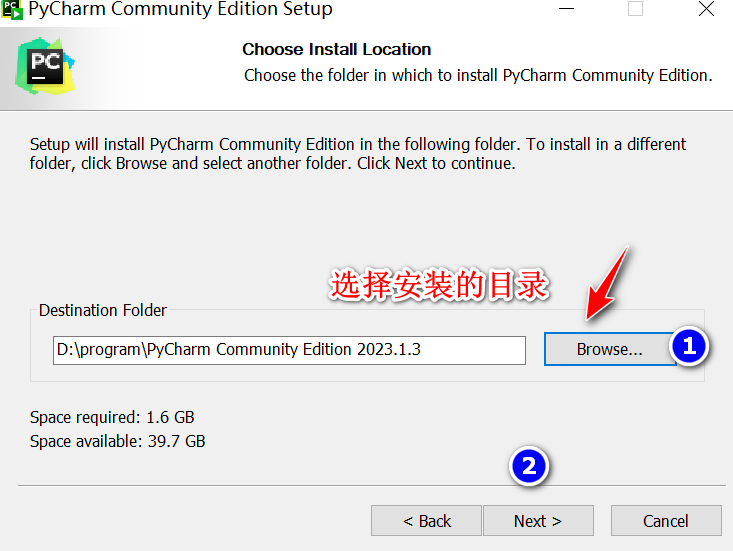 PyCharm Community Edition Setup
Choose Install Location
Choose the folder in which to install PyCharm Community Edition.
Setup will install PyCharm Community Edition in the following folder. To install in a different
folder, click Browse and select another folder. Click Next to continue.
选择安装的目录
Destination Folder
D:\program\PyCharm Community Edition 2023.1.3
Browse... 1
Space required: 1.6 GB
Space available: 39.7 GB
2
< Back Next > Cancel